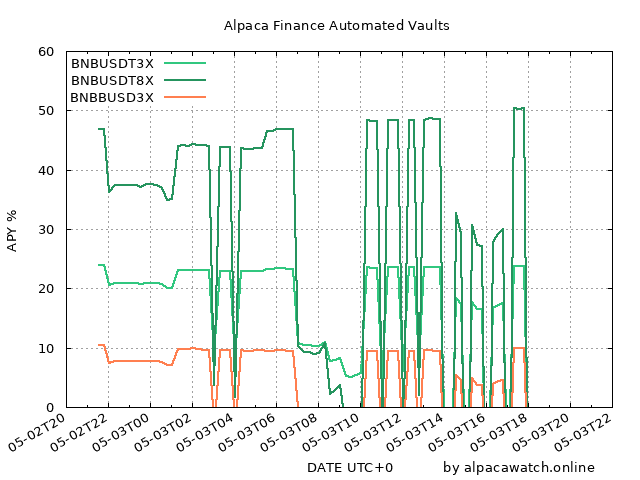 Alpaca Finance Automated Vaults
BNBUSDT3X
BNBUSDT8X
BNBBUSD3X
60
50
40
30
20
10
0
APY %
05-02T20
05-02T22
05-03T00
05-03T02
05-03T04
05-03T06
05-03T08
05-03T10
05-03T12
05-03T14
05-03T16
05-03T18
05-03T20
05-03T22
DATE UTC+0
by alpacawatch.online